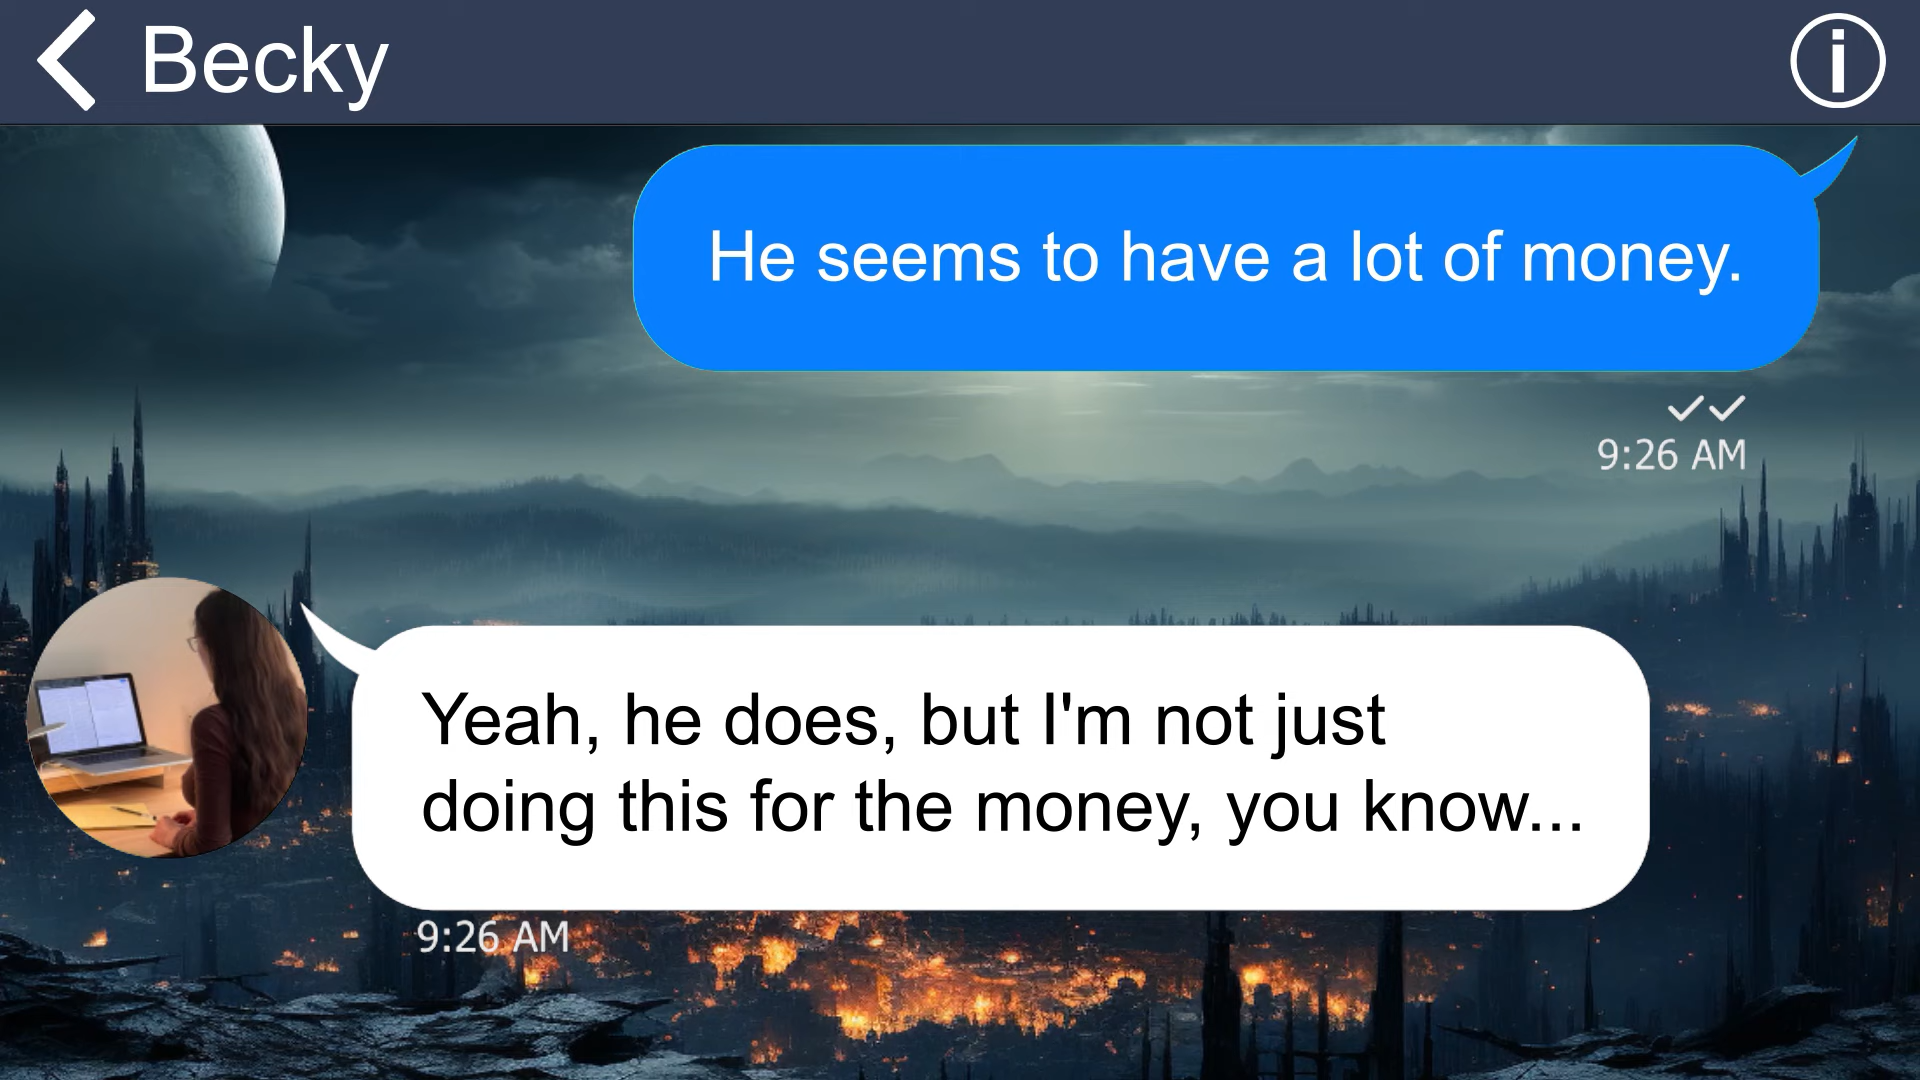 Becky
He seems to have a lot of money.
9:26 AM
Yeah, he does, but I'm not just
doing this for the money, you know...
9:26 AM